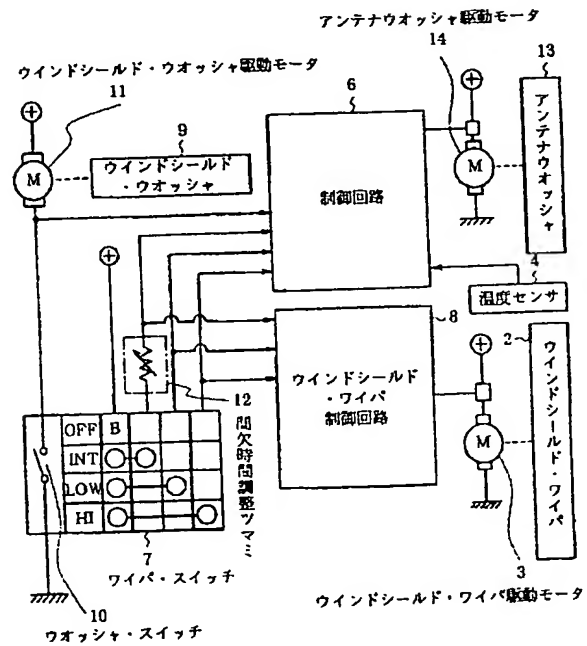 アンテナウオッシャ駆動モータ
14
13
ウインドシールド・ウオッシャ駆動モータ
11
6
9
M
ウインドシールド
・ウオッシャ
制御回路
M
アンテナウオッシャ
4
温度センサ
8
2
ウインドシールド
・ワイパ
制御回路
12
間欠時間調整ツマミ
M
ウインドシールド・ワイパ
OFF B
INT
LOW
HI
7
ワイパ・スイッチ
3
ウインドシールド・ワイパ駆動モータ
10
ウオッシャ・スイッチ